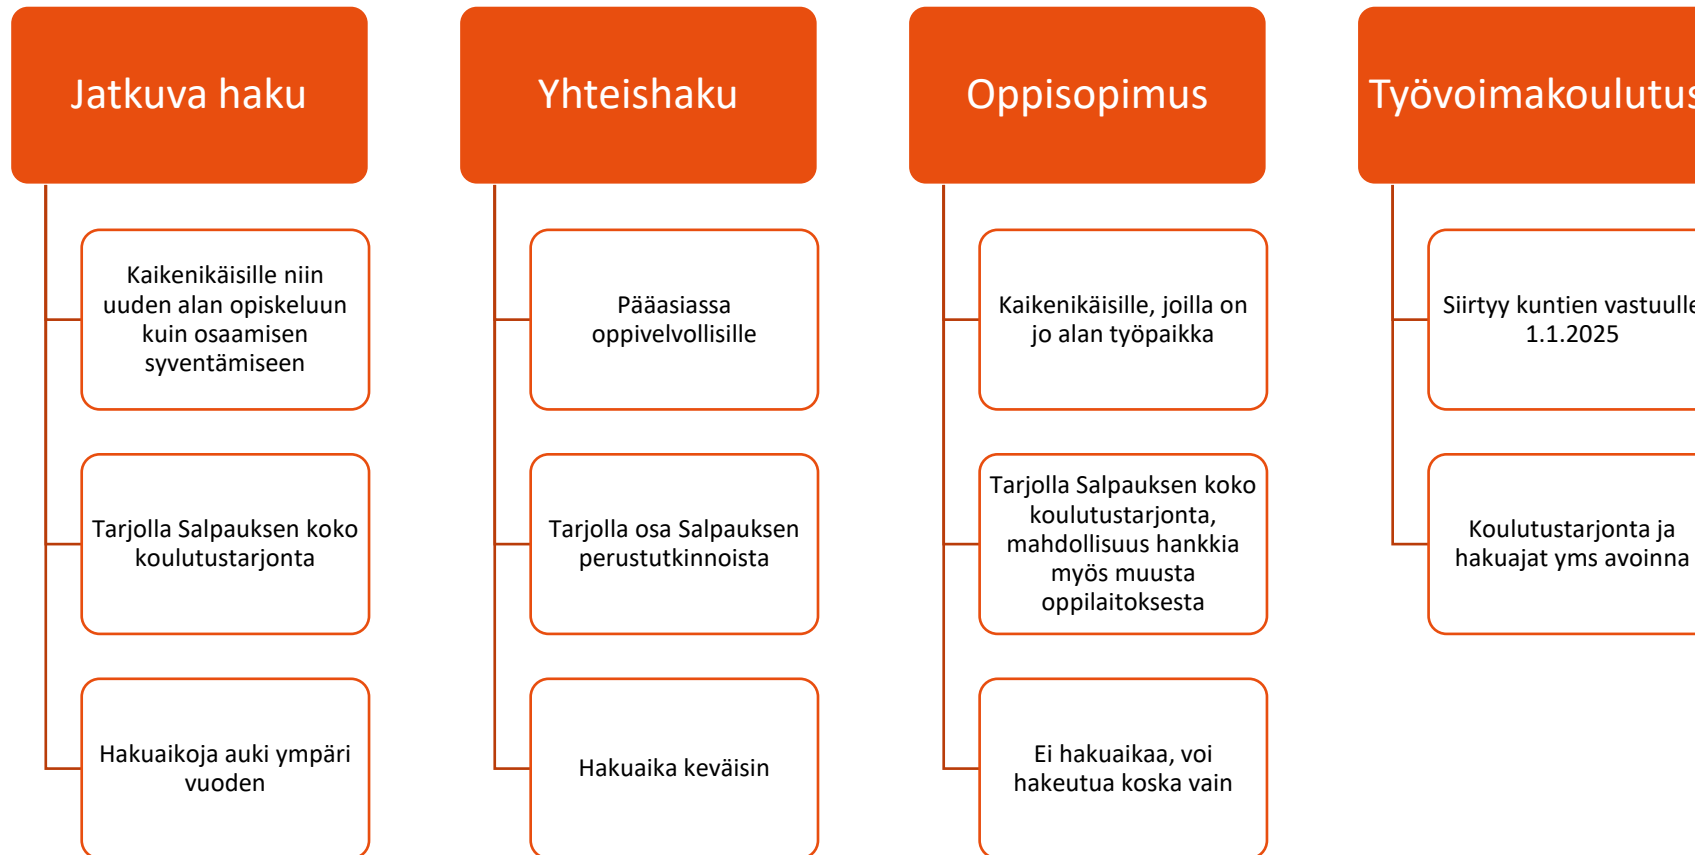 Jatkuva haku
Kaikenikäisille niin
uuden alan opiskeluun
kuin osaamisen
syventämiseen
Tarjolla Salpauksen koko
koulutustarjonta
Hakuaikoja auki ympäri
vuoden
Yhteishaku
Pääasiassa
oppivelvollisille
Tarjolla osa Salpauksen
perustutkinnoista
Hakuaika keväisin
Oppisopimus
Kaikenikäisille, joilla on
jo alan työpaikka
Tarjolla Salpauksen koko
koulutustarjonta,
mahdollisuus hankkia
myös muusta
oppilaitoksesta
Ei hakuaikaa, voi
hakeutua koska vain
Työvoimakoulutus
Siirtyy kuntien vastuulle
1.1.2025
Koulutustarjonta ja
hakuajat yms avoinna